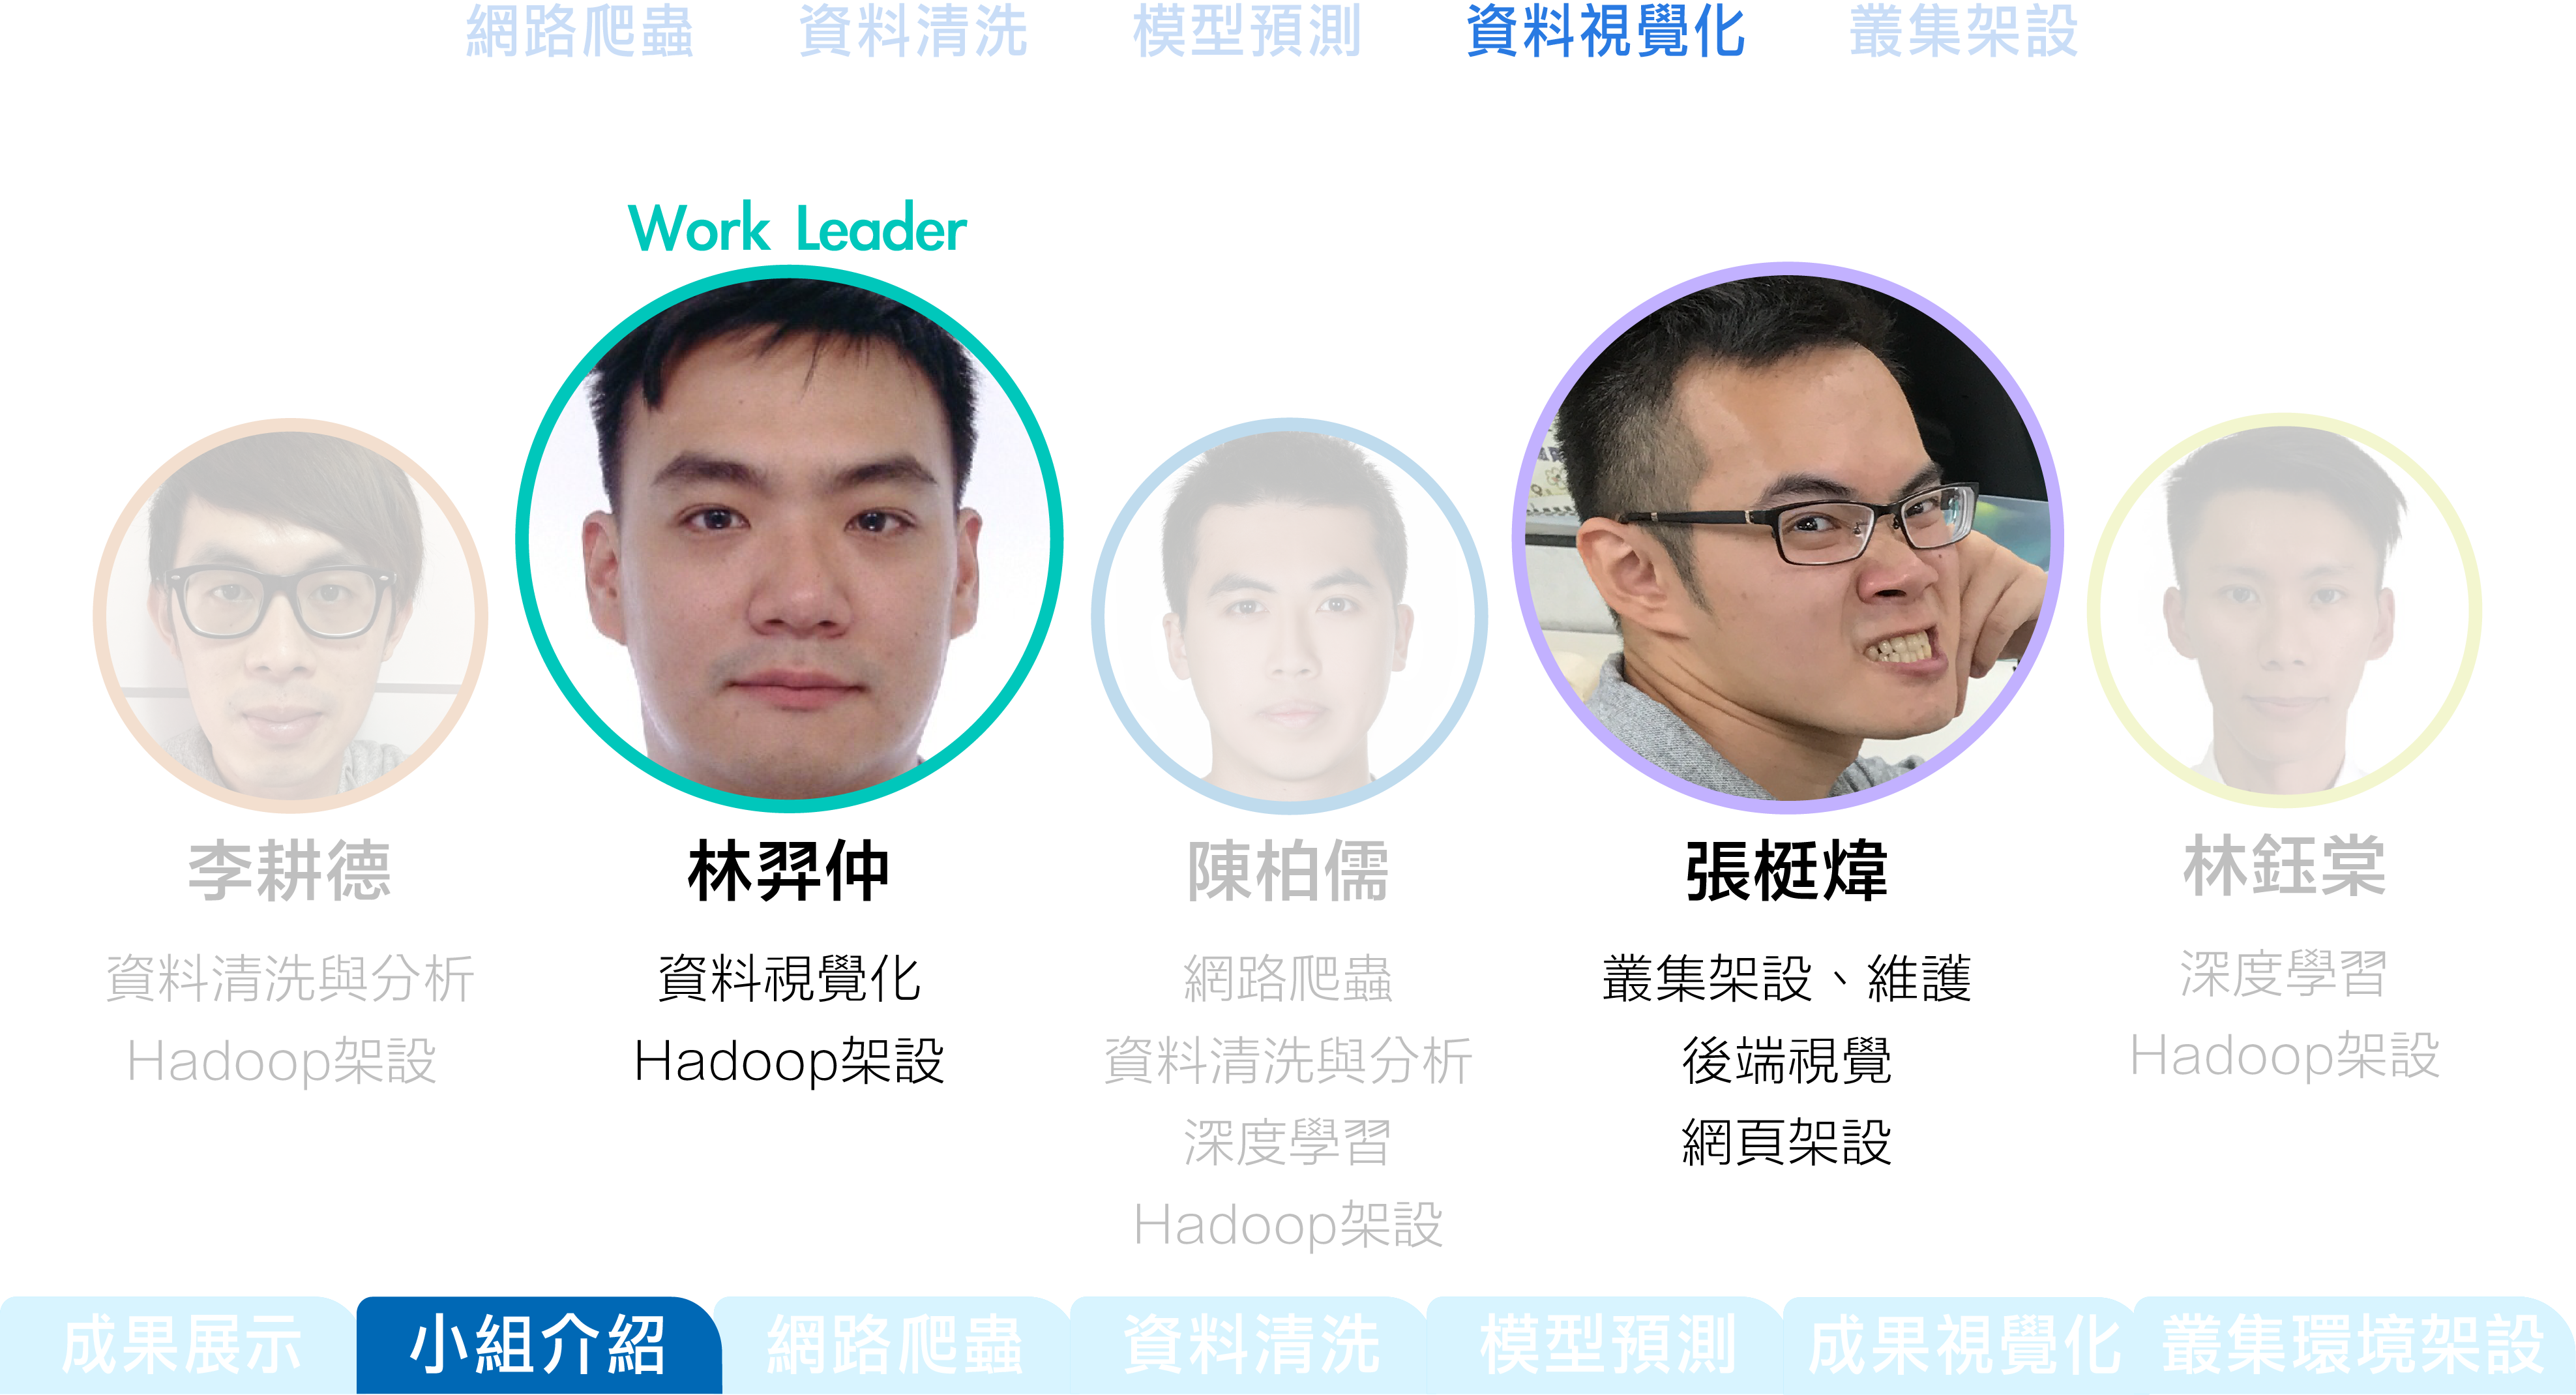 網路爬蟲 資料清洗 模型預測 資料視覺化 叢集架設
Work Leader
李耕德 林羿仲 陳柏儒 張梃煒 林鈺棠
資料清洗與分析 資料視覺化 網路爬蟲 叢集架設、維護 深度學習
Hadoop架設 Hadoop架設 資料清洗與分析 後端視覺 Hadoop架設
深度學習 網頁架設
Hadoop架設
成果展示 小組介紹 網路爬蟲 資料清洗 模型預測 成果視覺化 叢集環境架設